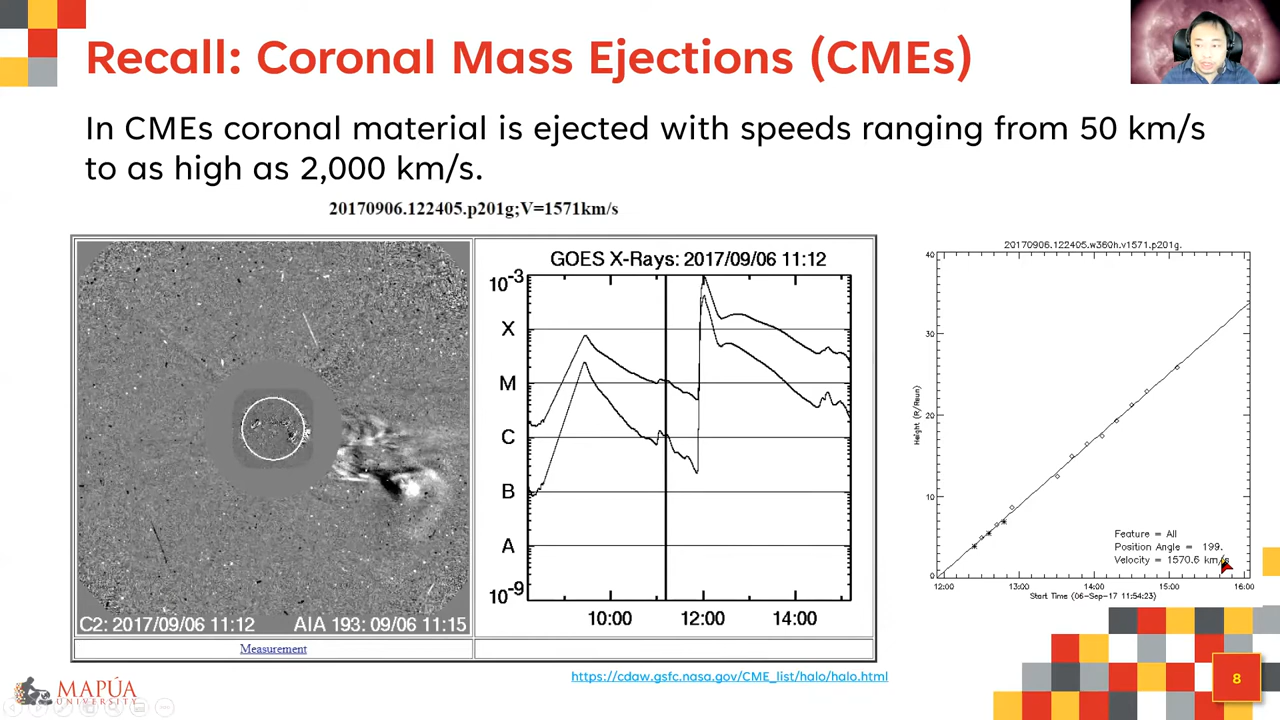 Recall: Coronal Mass Ejections (CMEs)
In CMEs coronal material is ejected with speeds ranging from 50 km/s
to as high as 2,000 km/s.
20170906.122405.p201g;V=1571km/s
C2: 2017/09/06 11:12
AIA 193: 09/06 11:15
Measurement
GOES X-Rays: 2017/09/06 11:12
10-3
X
M
C
B
A
10-9
10:00 12:00 14:00
20170906.122405.w360h.v1571.p201g.
40
30
20
10
0
Height (R/Rsun)
Feature = All
Position Angle = 199.
Velocity = 1570.6 km/s
12:00 13:00 14:00 15:00 16:00
Start Time (06-Sep-17 11:54:23)
https://cdaw.gsfc.nasa.gov/CME_list/halo/halo.html
MAPÚA
UNIVERSITY
8